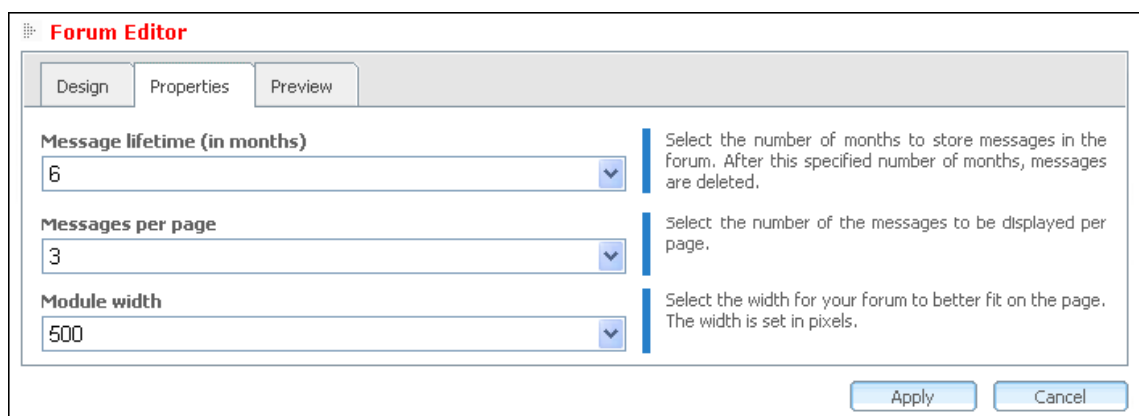 Forum Editor
Design Properties Preview
Message lifetime (in months)
6
Select the number of months to store messages in the
forum. After this specified number of months, messages
are deleted.
Messages per page
3
Select the number of the messages to be displayed per
page.
Module width
500
Select the width for your forum to better fit on the page.
The width is set in pixels.
Apply Cancel